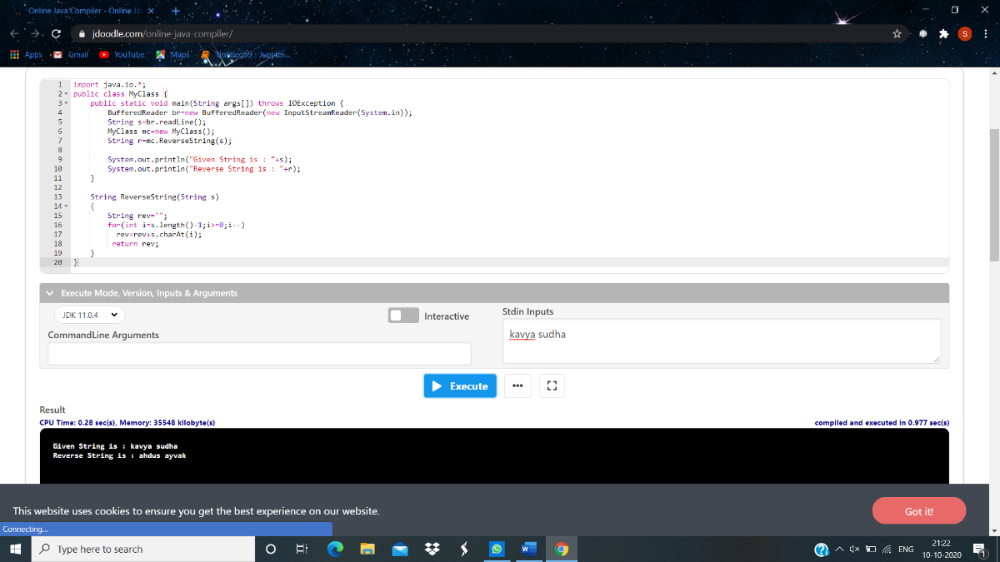 Online Java Compiler - Online Ja
jdoodle.com/online-java-compiler/
S
Apps Gmail YouTube Maps Untitled59 - Jupyter...
1 import java.io.*;
2 public class MyClass {
3 public static void main(String args[]) throws IOException {
4 BufferedReader br=new BufferedReader(new InputStreamReader(System.in));
5 String s=br.readLine();
6 MyClass mc=new MyClass();
7 String r=mc.ReverseString(s);
8
9 System.out.println("Given String is : "+s);
10 System.out.println("Reverse String is : "+r);
11 }
12
13 String ReverseString(String s)
14 {
15 String rev="";
16 for(int i=s.length()-1;i>=0;i--)
17 rev=rev+s.charAt(i);
18 return rev;
19 }
20 }
Execute Mode, Version, Inputs & Arguments
JDK 11.0.4
Interactive
Stdin Inputs
CommandLine Arguments
kavya sudha
Execute
Result
CPU Time: 0.28 sec(s), Memory: 35548 kilobyte(s)
compiled and executed in 0.977 sec(s)
Given String is : kavya sudha
Reverse String is : ahdus ayvak
This website uses cookies to ensure you get the best experience on our website.
Got it!
Connecting...
Type here to search
W
ENG
21:22
10-10-2020
1